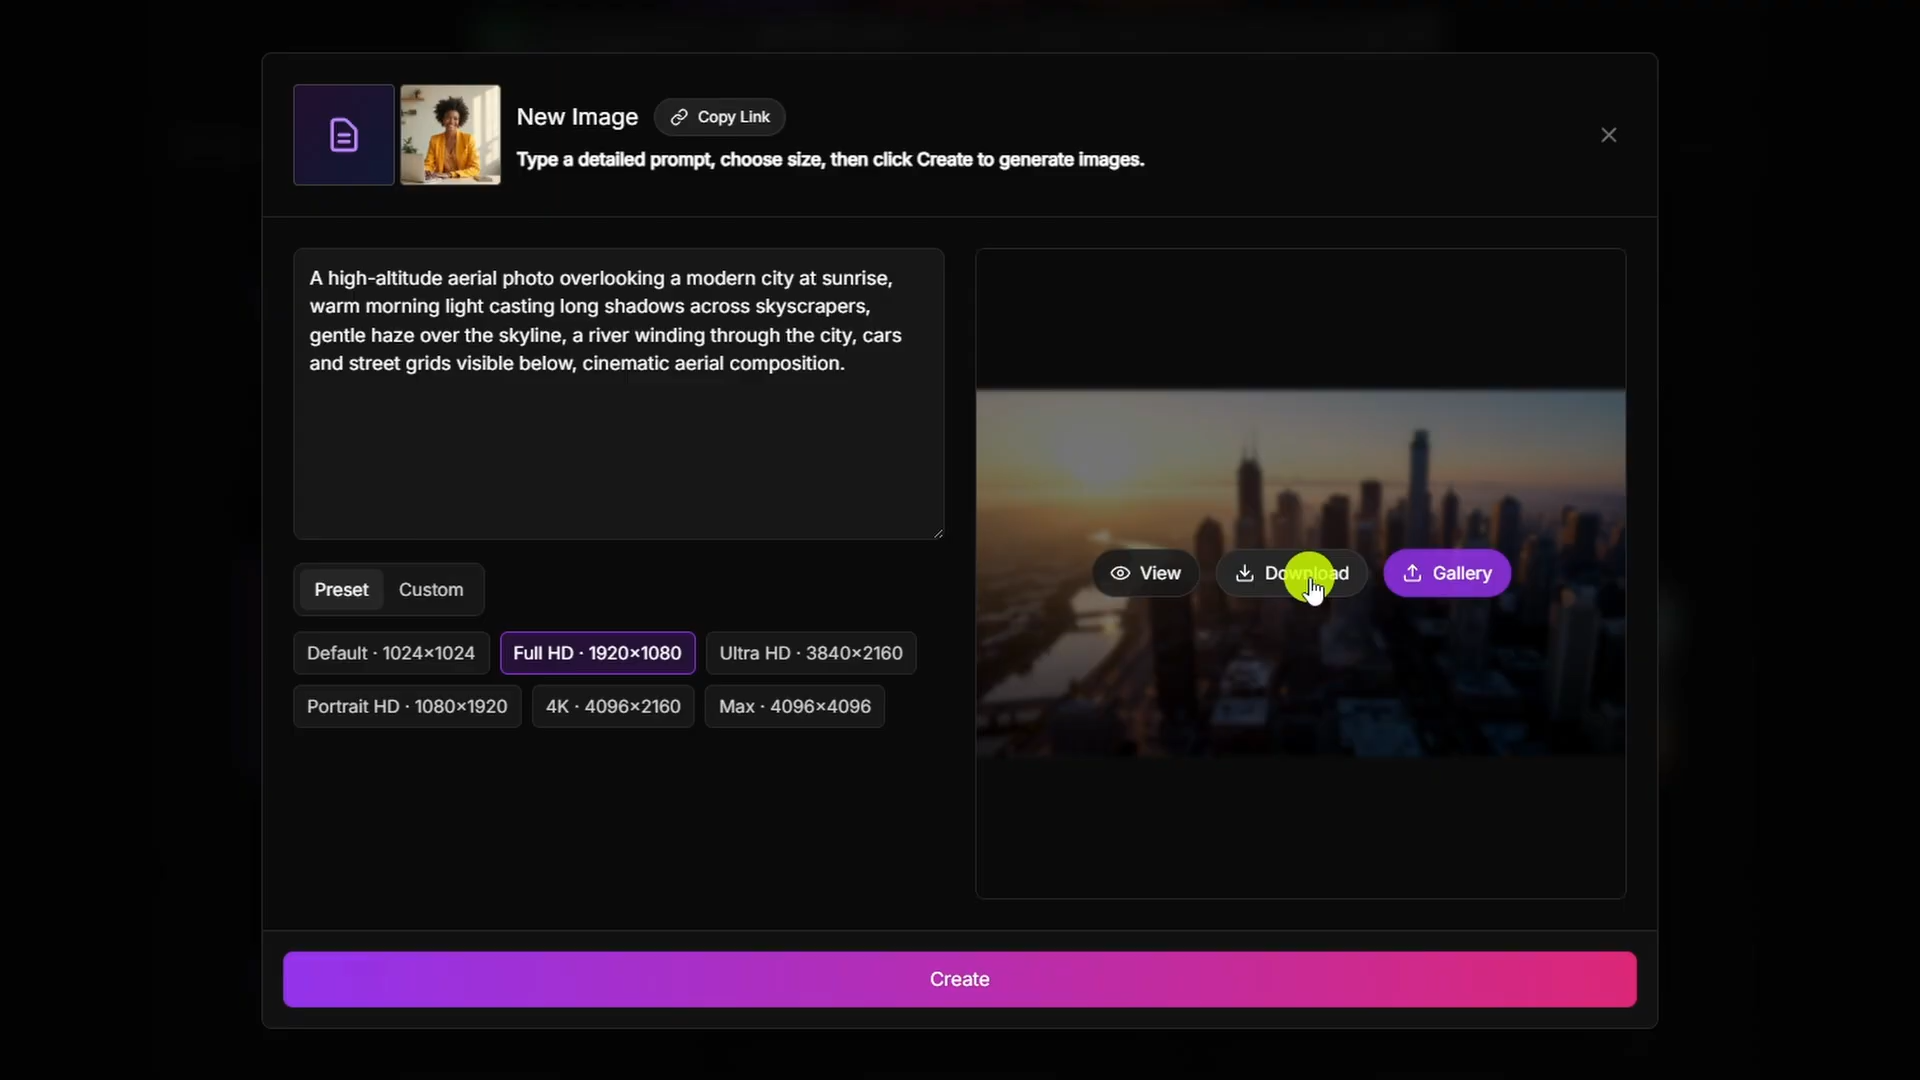 New Image
Copy Link
Type a detailed prompt, choose size, then click Create to generate images.
A high-altitude aerial photo overlooking a modern city at sunrise,
warm morning light casting long shadows across skyscrapers,
gentle haze over the skyline, a river winding through the city, cars
and street grids visible below, cinematic aerial composition.
View
Download
Gallery
Preset
Custom
Default · 1024×1024
Full HD · 1920×1080
Ultra HD · 3840×2160
Portrait HD · 1080×1920
4K · 4096×2160
Max · 4096×4096
Create